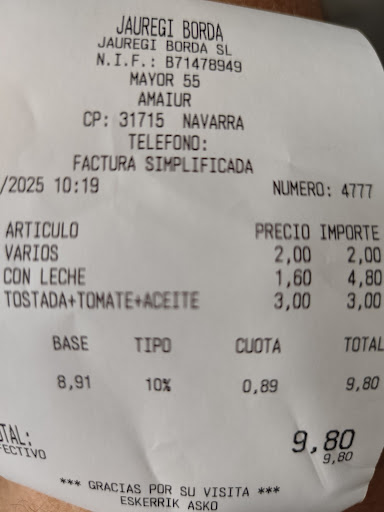 JAUREGI BORDA
JAUREGI BORDA SL
N.I.F.: B71478949
MAYOR 55
AMAIUR
CP: 31715 NAVARRA
TELEFONO:
FACTURA SIMPLIFICADA
/2025 10:19 NUMERO: 4777
ARTICULO PRECIO IMPORTE
VARIOS 2,00 2,00
CON LECHE 1,60 4,80
TOSTADA+TOMATE+ACEITE 3,00 3,00
BASE TIPO CUOTA TOTAL
8,91 10% 0,89 9,80
OTAL: 9,80
FECTIVO 9,80
*** GRACIAS POR SU VISITA ***
ESKERRIK ASKO